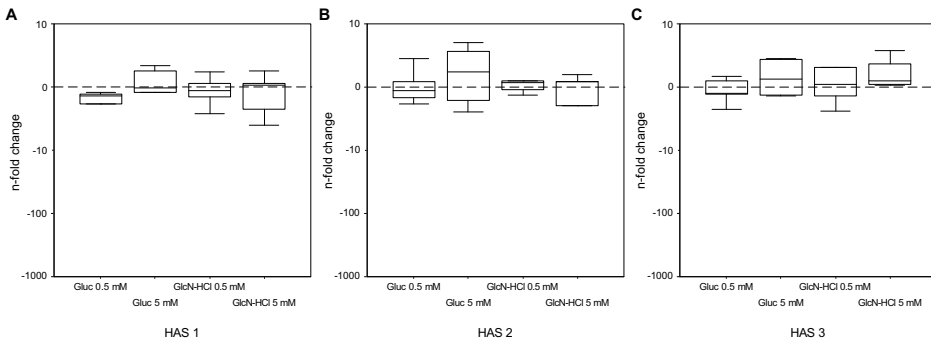 A
10
0
-10
-100
-1000
n-fold change
Gluc 0.5 mM
Gluc 5 mM
GlcN-HCl 0.5 mM
GlcN-HCl 5 mM
HAS 1
B
10
0
-10
-100
-1000
n-fold change
Gluc 0.5 mM
Gluc 5 mM
GlcN-HCl 0.5 mM
GlcN-HCl 5 mM
HAS 2
C
10
0
-10
-100
-1000
n-fold change
Gluc 0.5 mM
Gluc 5 mM
GlcN-HCl 0.5 mM
GlcN-HCl 5 mM
HAS 3